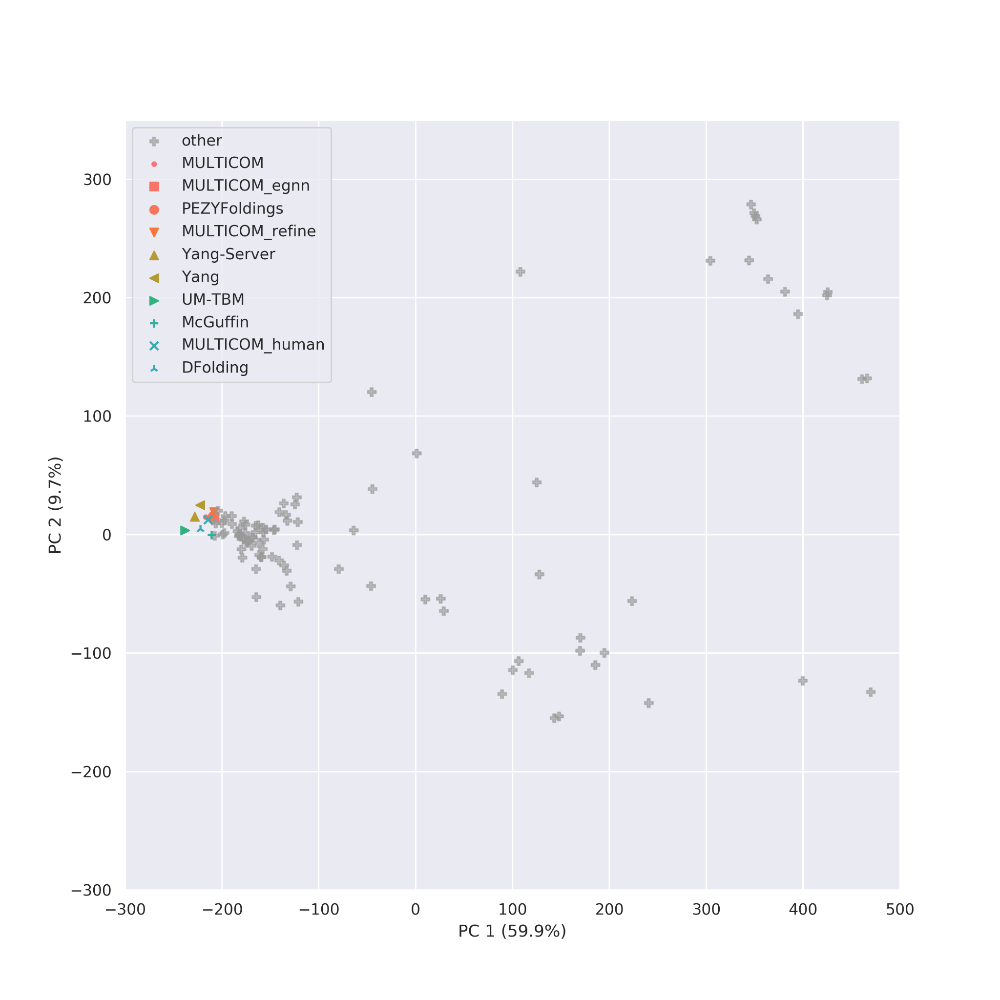 other
MULTICOM
MULTICOM_egnn
PEZYFoldings
MULTICOM_refine
Yang-Server
Yang
UM-TBM
McGuffin
MULTICOM_human
DFolding
300
200
100
0
−100
−200
−300
PC 2 (9.7%)
−300 −200 −100 0 100 200 300 400 500
PC 1 (59.9%)